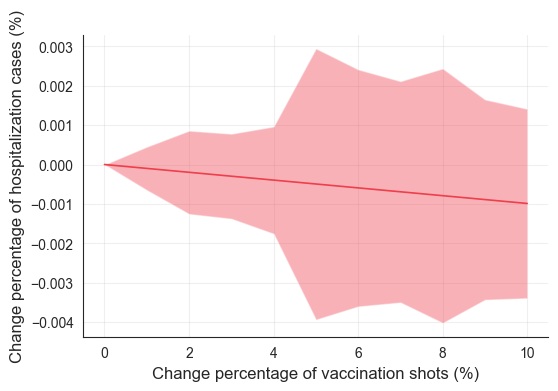 Change percentage of hospitalization cases (%)
0.003
0.002
0.001
0.000
−0.001
−0.002
−0.003
−0.004
0 2 4 6 8 10
Change percentage of vaccination shots (%)